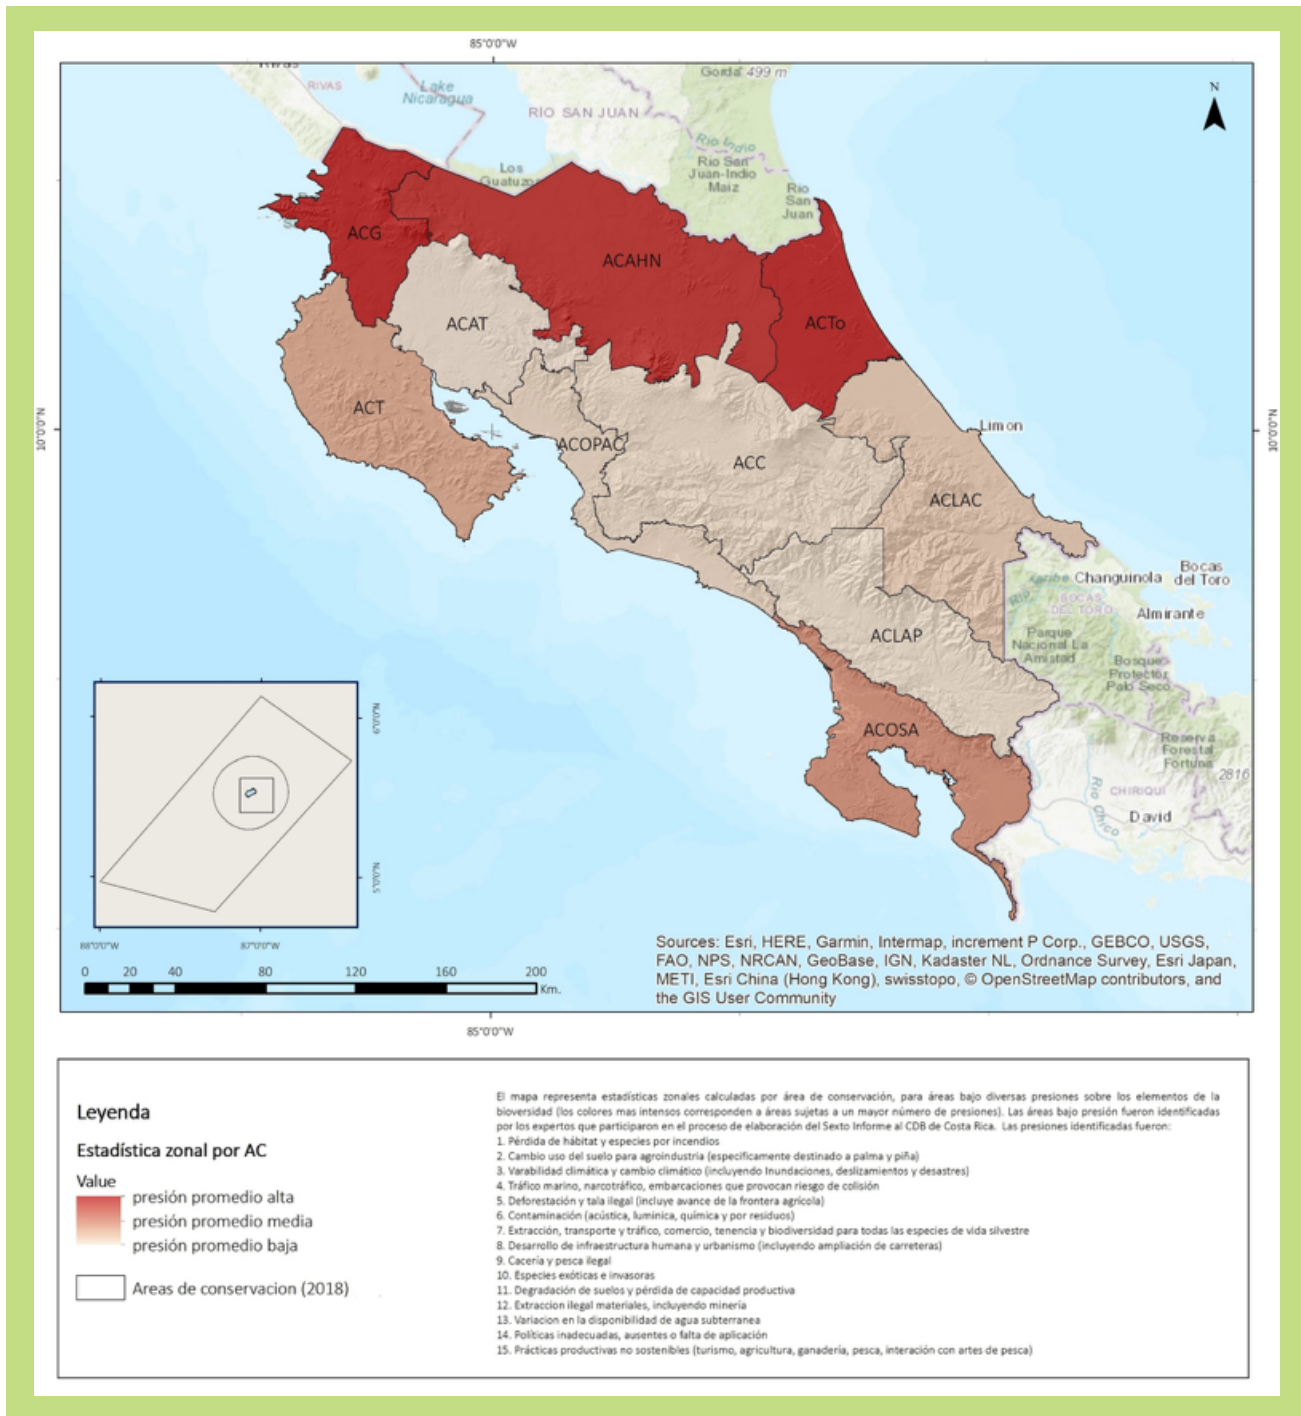 85°0'0"W
RIVAS
Lake
Nicaragua
RIO SAN JUAN
Gorda 499 m
N
Rio Indio
Los
Guatuzos
Rio San
Juan-Indio
Maiz
Rio
San
Juan
ACG
ACAHN
ACAT
ACTo
ACT
10°0'0"N
10°0'0"N
Limon
ACOPAC
ACC
ACLAC
Changuinola
Bocas
del Toro
BOCAS
DEL TORO
Almirante
ACLAP
Parque
Nacional La
Amistad
Bosque
Protector
Palo Seco
ACOSA
Reserva
Forestal
Fortuna
2816
CHIRIQUI
Rio Chico
David
6°0'0"N
5°0'0"N
88°0'0"W
87°0'0"W
0 20 40 80 120 160 200
Km.
Sources: Esri, HERE, Garmin, Intermap, increment P Corp., GEBCO, USGS,
FAO, NPS, NRCAN, GeoBase, IGN, Kadaster NL, Ordnance Survey, Esri Japan,
METI, Esri China (Hong Kong), swisstopo, © OpenStreetMap contributors, and
the GIS User Community
85°0'0"W
Leyenda
Estadística zonal por AC
Value
presión promedio alta
presión promedio media
presión promedio baja
Areas de conservacion (2018)
El mapa representa estadísticas zonales calculadas por área de conservación, para áreas bajo diversas presiones sobre los elementos de la
bioversidad (los colores mas intensos corresponden a áreas sujetas a un mayor número de presiones). Las áreas bajo presión fueron identificadas
por los expertos que participaron en el proceso de elaboración del Sexto Informe al CDB de Costa Rica. Las presiones identificadas fueron:
1. Pérdida de hábitat y especies por incendios
2. Cambio uso del suelo para agroindustria (específicamente destinado a palma y piña)
3. Varabilidad climática y cambio climático (incluyendo Inundaciones, deslizamientos y desastres)
4. Tráfico marino, narcotráfico, embarcaciones que provocan riesgo de colisión
5. Deforestación y tala ilegal (incluye avance de la frontera agrícola)
6. Contaminación (acústica, lumínica, química y por residuos)
7. Extracción, transporte y tráfico, comercio, tenencia y biodiversidad para todas las especies de vida silvestre
8. Desarrollo de infraestructura humana y urbanismo (incluyendo ampliación de carreteras)
9. Cacería y pesca ilegal
10. Especies exóticas e invasoras
11. Degradación de suelos y pérdida de capacidad productiva
12. Extraccion ilegal materiales, incluyendo minería
13. Variacion en la disponibilidad de agua subterranea
14. Políticas inadecuadas, ausentes o falta de aplicación
15. Prácticas productivas no sostenibles (turismo, agricultura, ganadería, pesca, interación con artes de pesca)